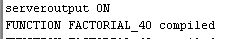 serveroutput ON
FUNCTION FACTORIAL_40 compiled